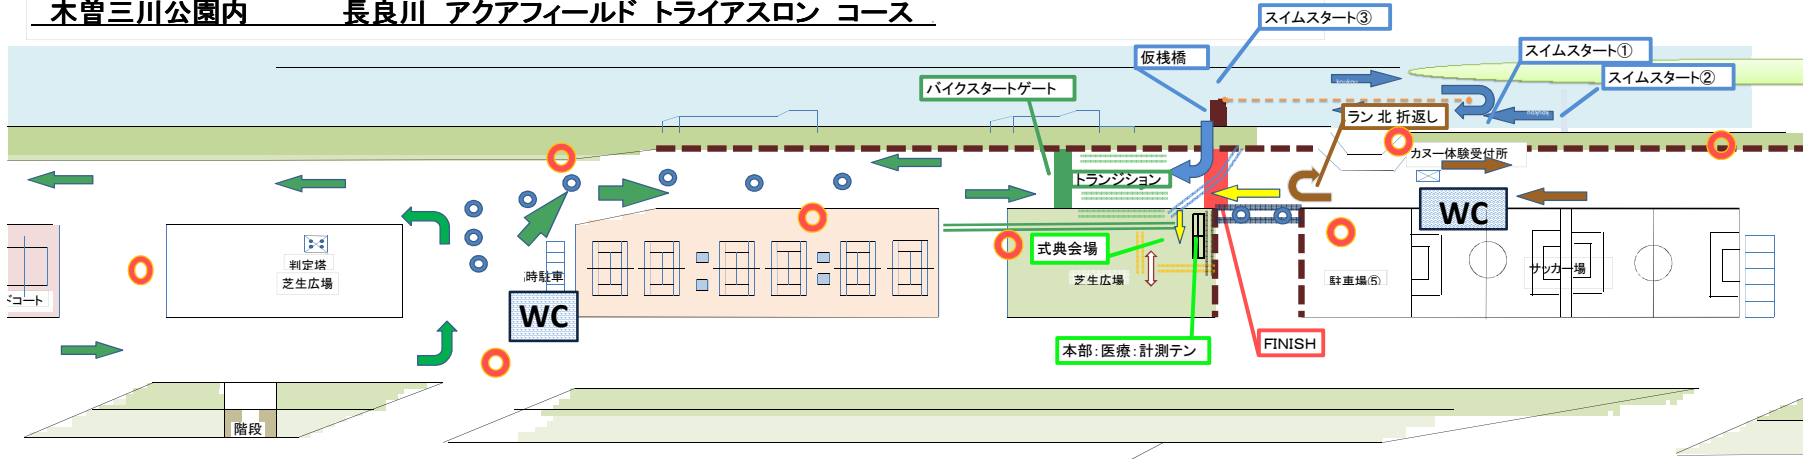 木曽三川公園内 長良川 アクアフィールド トライアスロン コース
スイムスタート③
仮桟橋
スイムスタート①
スイムスタート②
バイクスタートゲート
ラン 北 折返し
カヌー体験受付所
トランジション
WC
式典会場
判定塔
芝生広場
時駐車
芝生広場
駐車場⑤
サッカー場
ドコート
WC
本部:医療:計測テン
FINISH
階段